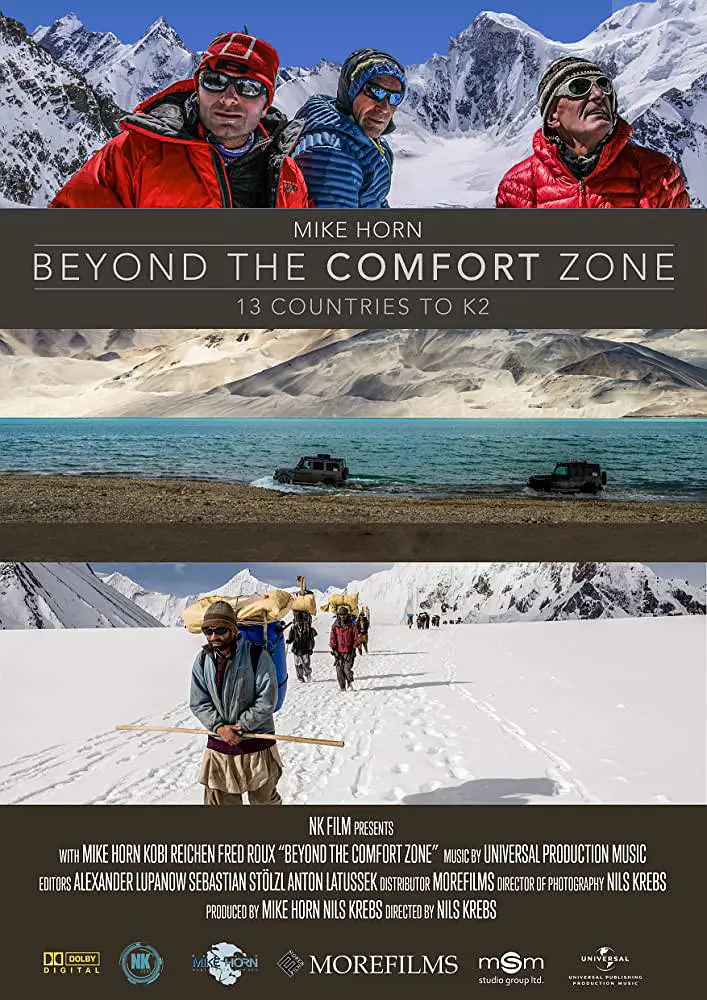 MIKE HORN
BEYOND THE COMFORT ZONE
13 COUNTRIES TO K2
NK FILM PRESENTS
WITH MIKE HORN KOBI REICHEN FRED ROUX "BEYOND THE COMFORT ZONE" MUSIC BY UNIVERSAL PRODUCTION MUSIC
EDITORS ALEXANDER LUPANOW SEBASTIAN STÖLZL ANTON LATUSSEK DISTRIBUTOR MOREFILMS DIRECTOR OF PHOTOGRAPHY NILS KREBS
PRODUCED BY MIKE HORN NILS KREBS DIRECTED BY NILS KREBS
DOLBY
DIGITAL
NK
MIKE HORN
MOREFILMS
mSm
studio group ltd.
UNIVERSAL
UNIVERSAL PUBLISHING
PRODUCTION MUSIC